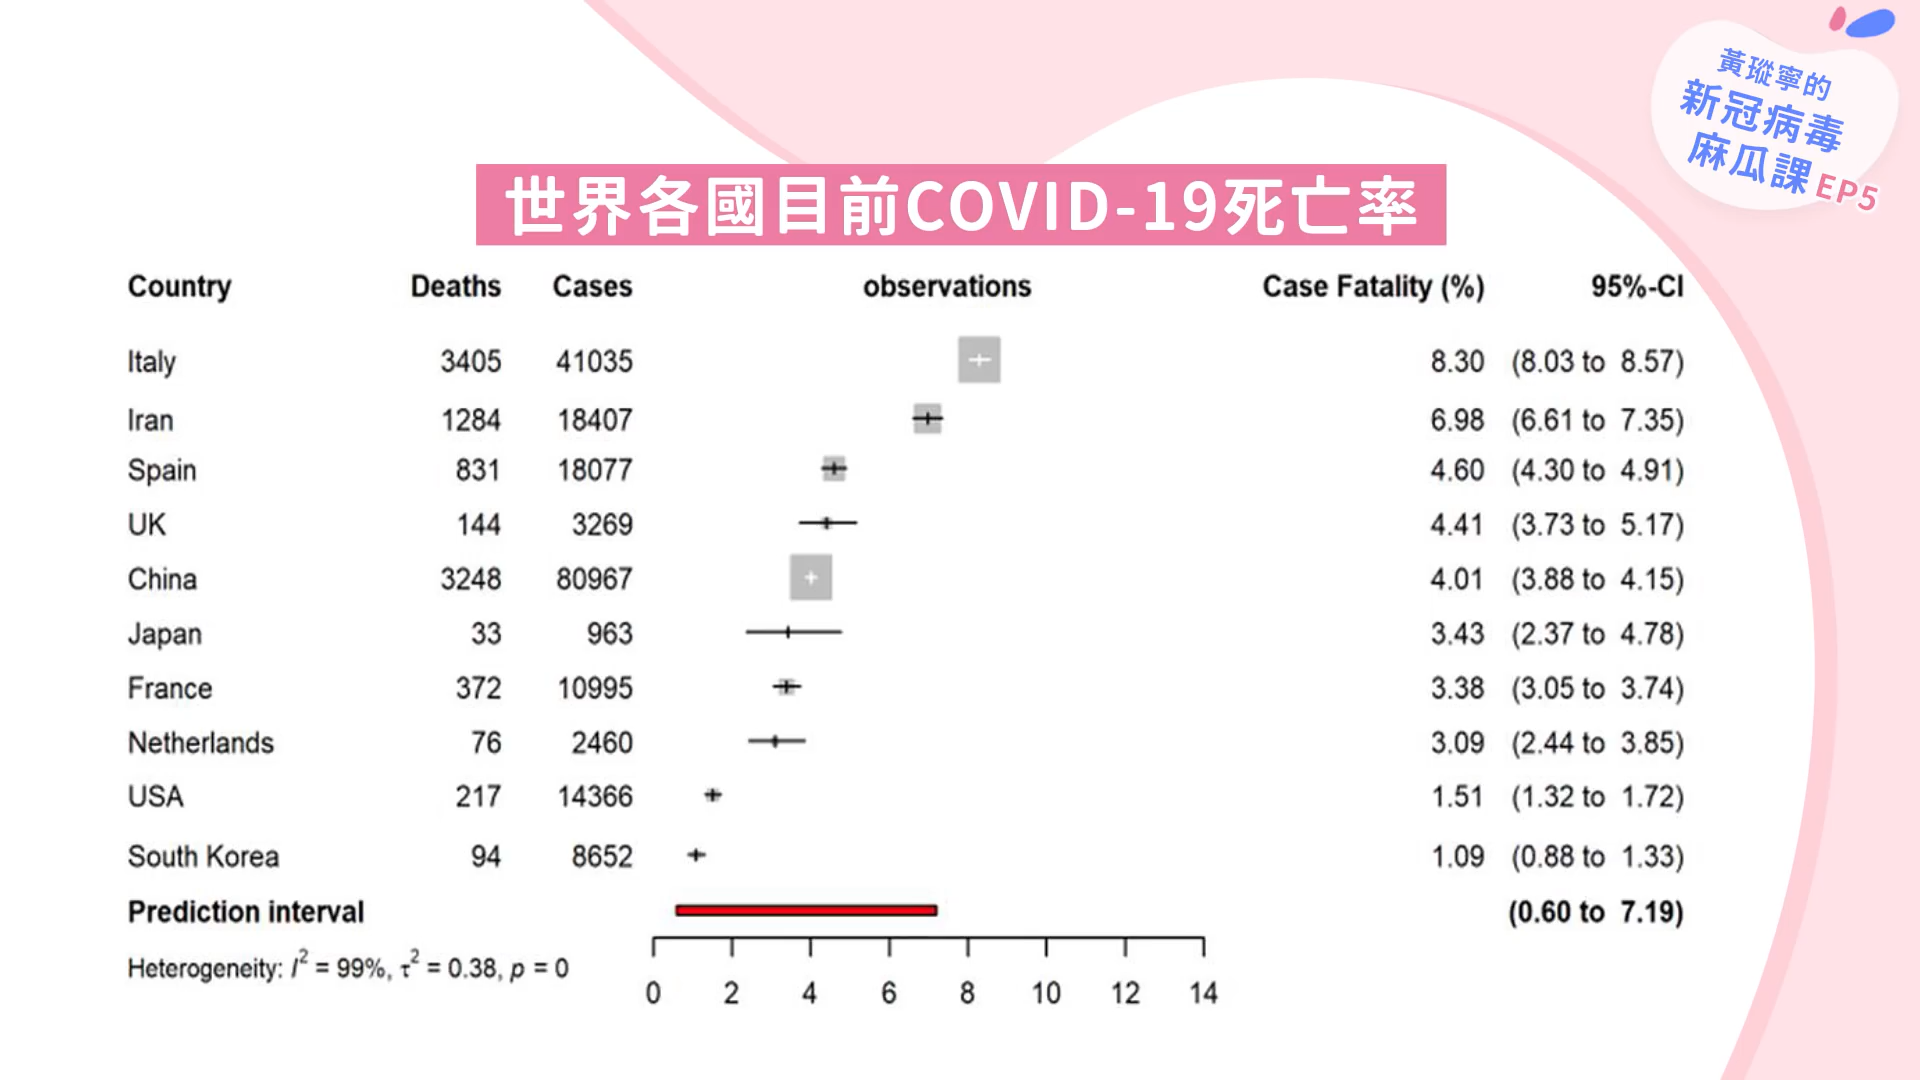 黃瑽寧的
新冠病毒
麻瓜課 EP5
世界各國目前COVID-19死亡率
Country Deaths Cases observations Case Fatality (%) 95%-CI
Italy 3405 41035 8.30 (8.03 to 8.57)
Iran 1284 18407 6.98 (6.61 to 7.35)
Spain 831 18077 4.60 (4.30 to 4.91)
UK 144 3269 4.41 (3.73 to 5.17)
China 3248 80967 4.01 (3.88 to 4.15)
Japan 33 963 3.43 (2.37 to 4.78)
France 372 10995 3.38 (3.05 to 3.74)
Netherlands 76 2460 3.09 (2.44 to 3.85)
USA 217 14366 1.51 (1.32 to 1.72)
South Korea 94 8652 1.09 (0.88 to 1.33)
Prediction interval (0.60 to 7.19)
Heterogeneity: I² = 99%, τ² = 0.38, p = 0
0 2 4 6 8 10 12 14